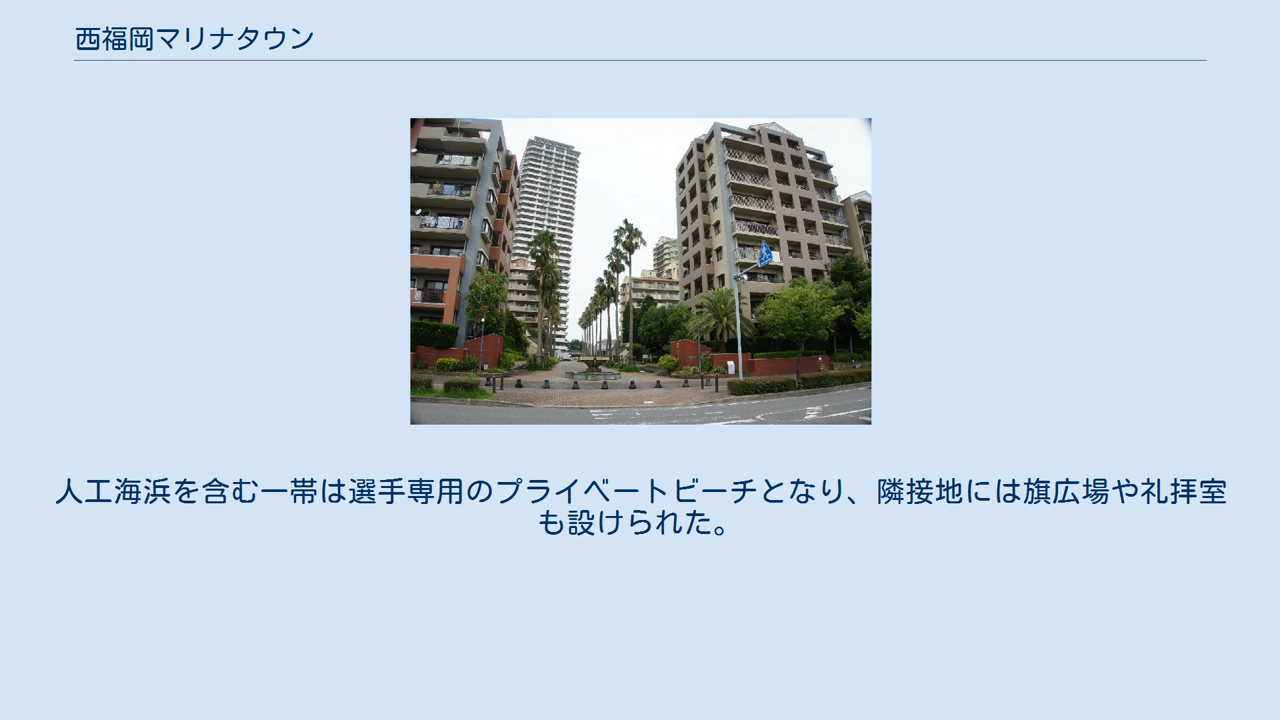 西福岡マリナタウン
人工海浜を含む一帯は選手専用のプライベートビーチとなり、隣接地には旗広場や礼拝室
も設けられた。